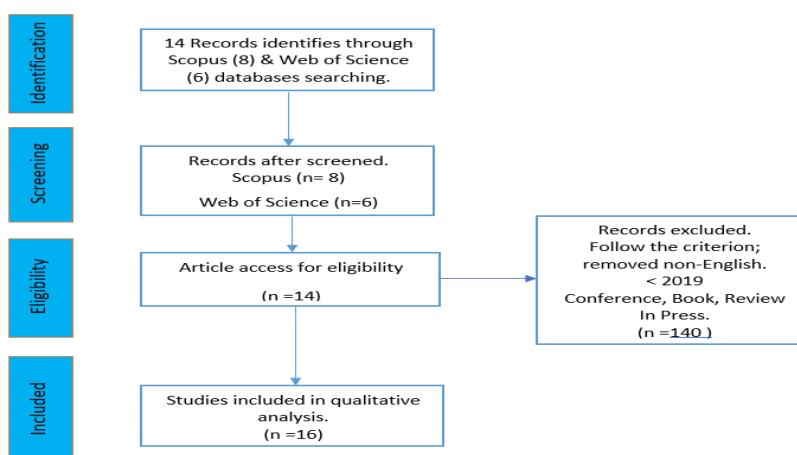 Identification
14 Records identifies through
Scopus (8) & Web of Science
(6) databases searching.
Screening
Records after screened.
Scopus (n= 8)
Web of Science (n=6)
Eligibility
Article access for eligibility
(n =14)
Records excluded.
Follow the criterion;
removed non-English.
< 2019
Conference, Book, Review
In Press.
(n =140 )
Included
Studies included in qualitative
analysis.
(n =16)